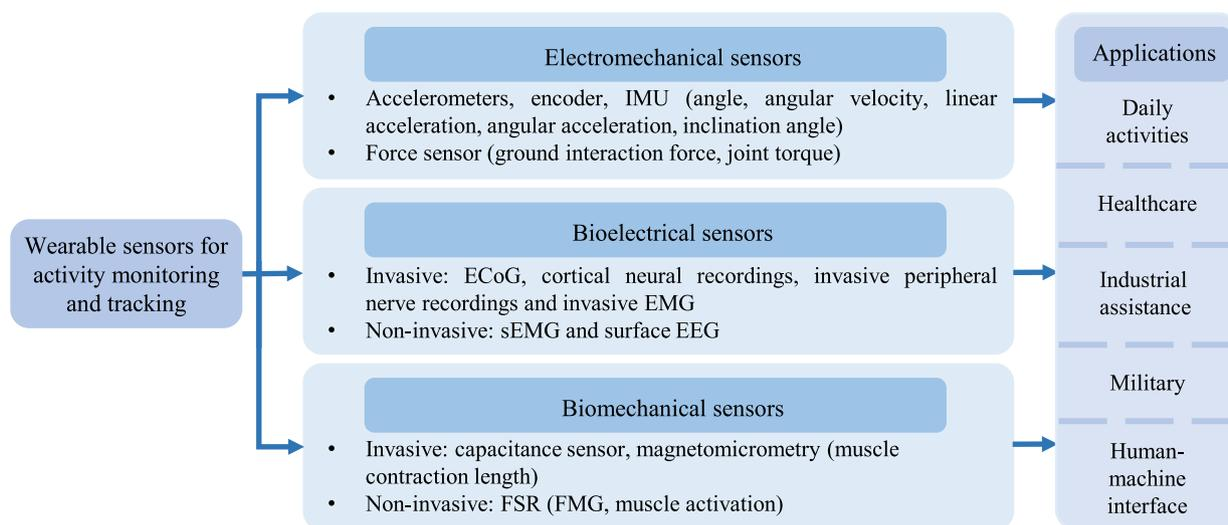 Wearable sensors for
activity monitoring
and tracking
Electromechanical sensors
• Accelerometers, encoder, IMU (angle, angular velocity, linear
acceleration, angular acceleration, inclination angle)
• Force sensor (ground interaction force, joint torque)
Bioelectrical sensors
• Invasive: ECoG, cortical neural recordings, invasive peripheral
nerve recordings and invasive EMG
• Non-invasive: sEMG and surface EEG
Biomechanical sensors
• Invasive: capacitance sensor, magnetomicrometry (muscle
contraction length)
• Non-invasive: FSR (FMG, muscle activation)
Applications
Daily
activities
Healthcare
Industrial
assistance
Military
Human-
machine
interface